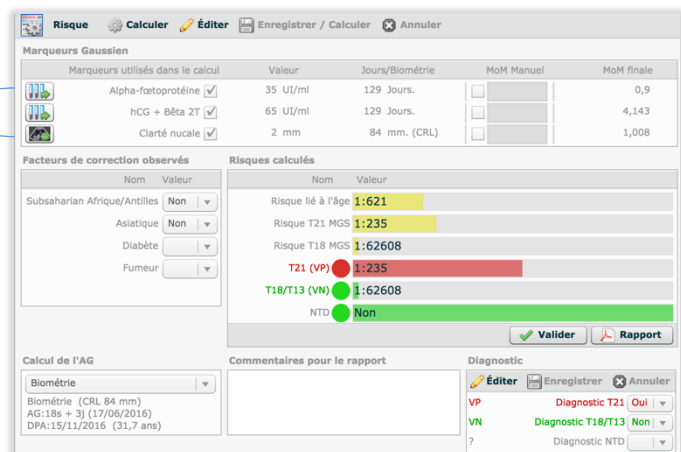 Risque Calculer Éditer Enregistrer / Calculer Annuler
Marqueurs Gaussien
Marqueurs utilisés dans le calcul Valeur Jours/Biométrie MoM Manuel MoM finale
Alpha-fœtoprotéine 35 UI/ml 129 Jours. 0,9
hCG + Bêta 2T 65 UI/ml 129 Jours. 4,143
Clarté nucale 2 mm 84 mm. (CRL) 1,008
Facteurs de correction observés Risques calculés
Nom Valeur Nom Valeur
Subsaharian Afrique/Antilles Non Risque lié à l'âge 1:621
Asiatique Non Risque T21 MGS 1:235
Diabète Risque T18 MGS 1:62608
Fumeur T21 (VP) 1:235
T18/T13 (VN) 1:62608
NTD Non
Valider Rapport
Calcul de l'AG Commentaires pour le rapport Diagnostic
Biométrie Éditer Enregistrer Annuler
Biométrie (CRL 84 mm) VP Diagnostic T21 Oui
AG:18s + 3j (17/06/2016) VN Diagnostic T18/T13 Non
DPA:15/11/2016 (31,7 ans) ? Diagnostic NTD